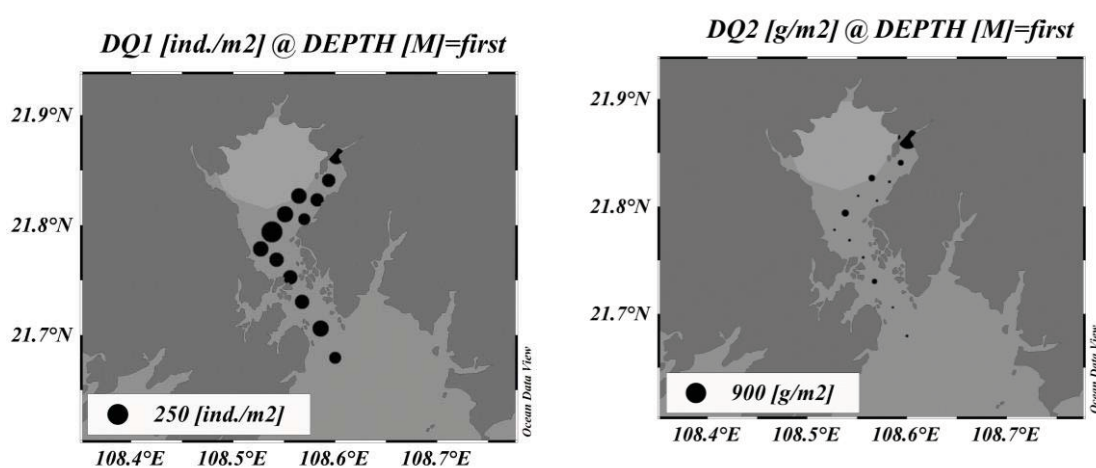 DQ1 [ind./m2] @ DEPTH [M]=first
21.9°N
21.8°N
21.7°N
250 [ind./m2]
108.4°E
108.5°E
108.6°E
108.7°E
Ocean Data View
DQ2 [g/m2] @ DEPTH [M]=first
21.9°N
21.8°N
21.7°N
900 [g/m2]
108.4°E
108.5°E
108.6°E
108.7°E
Ocean Data View